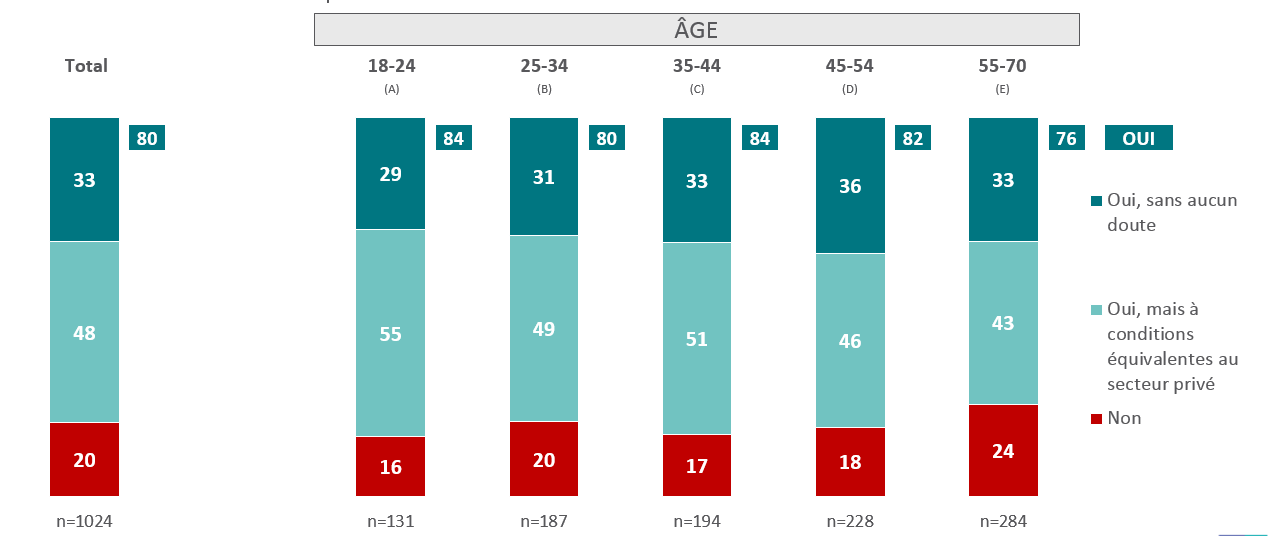 ÂGE
Total
18-24
25-34
35-44
45-54
55-70
(A)
(B)
(C)
(D)
(E)
80
84
80
84
82
76
OUI
33
29
31
33
36
33
Oui, sans aucun
doute
48
55
49
51
46
43
Oui, mais à
conditions
équivalentes au
secteur privé
20
16
20
17
18
24
Non
n=1024
n=131
n=187
n=194
n=228
n=284